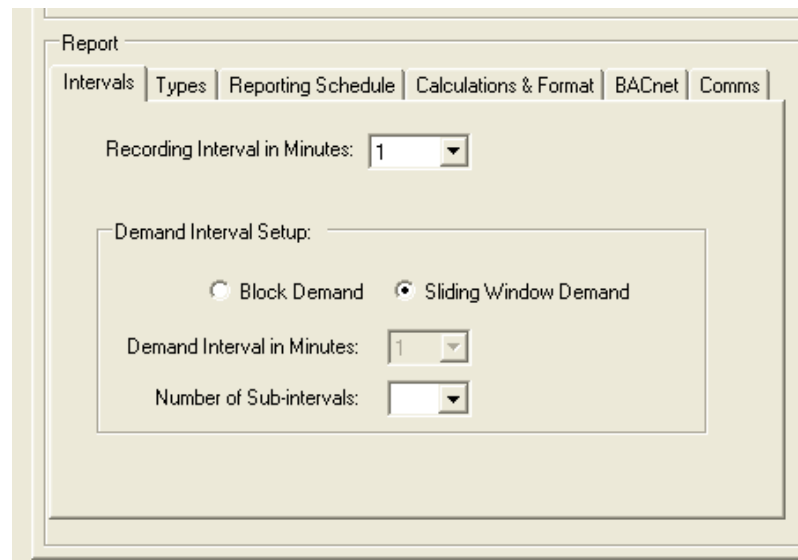 Report
Intervals Types Reporting Schedule Calculations & Format BACnet Comms
Recording Interval in Minutes: 1
Demand Interval Setup:
Block Demand Sliding Window Demand
Demand Interval in Minutes: 1
Number of Sub-intervals: